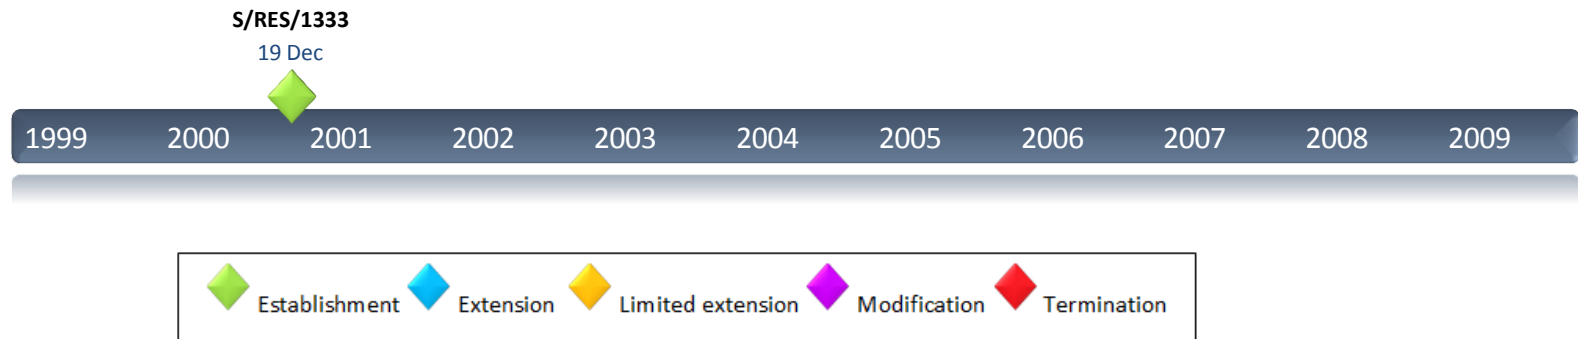 S/RES/1333
19 Dec
1999 2000 2001 2002 2003 2004 2005 2006 2007 2008 2009
Establishment Extension Limited extension Modification Termination